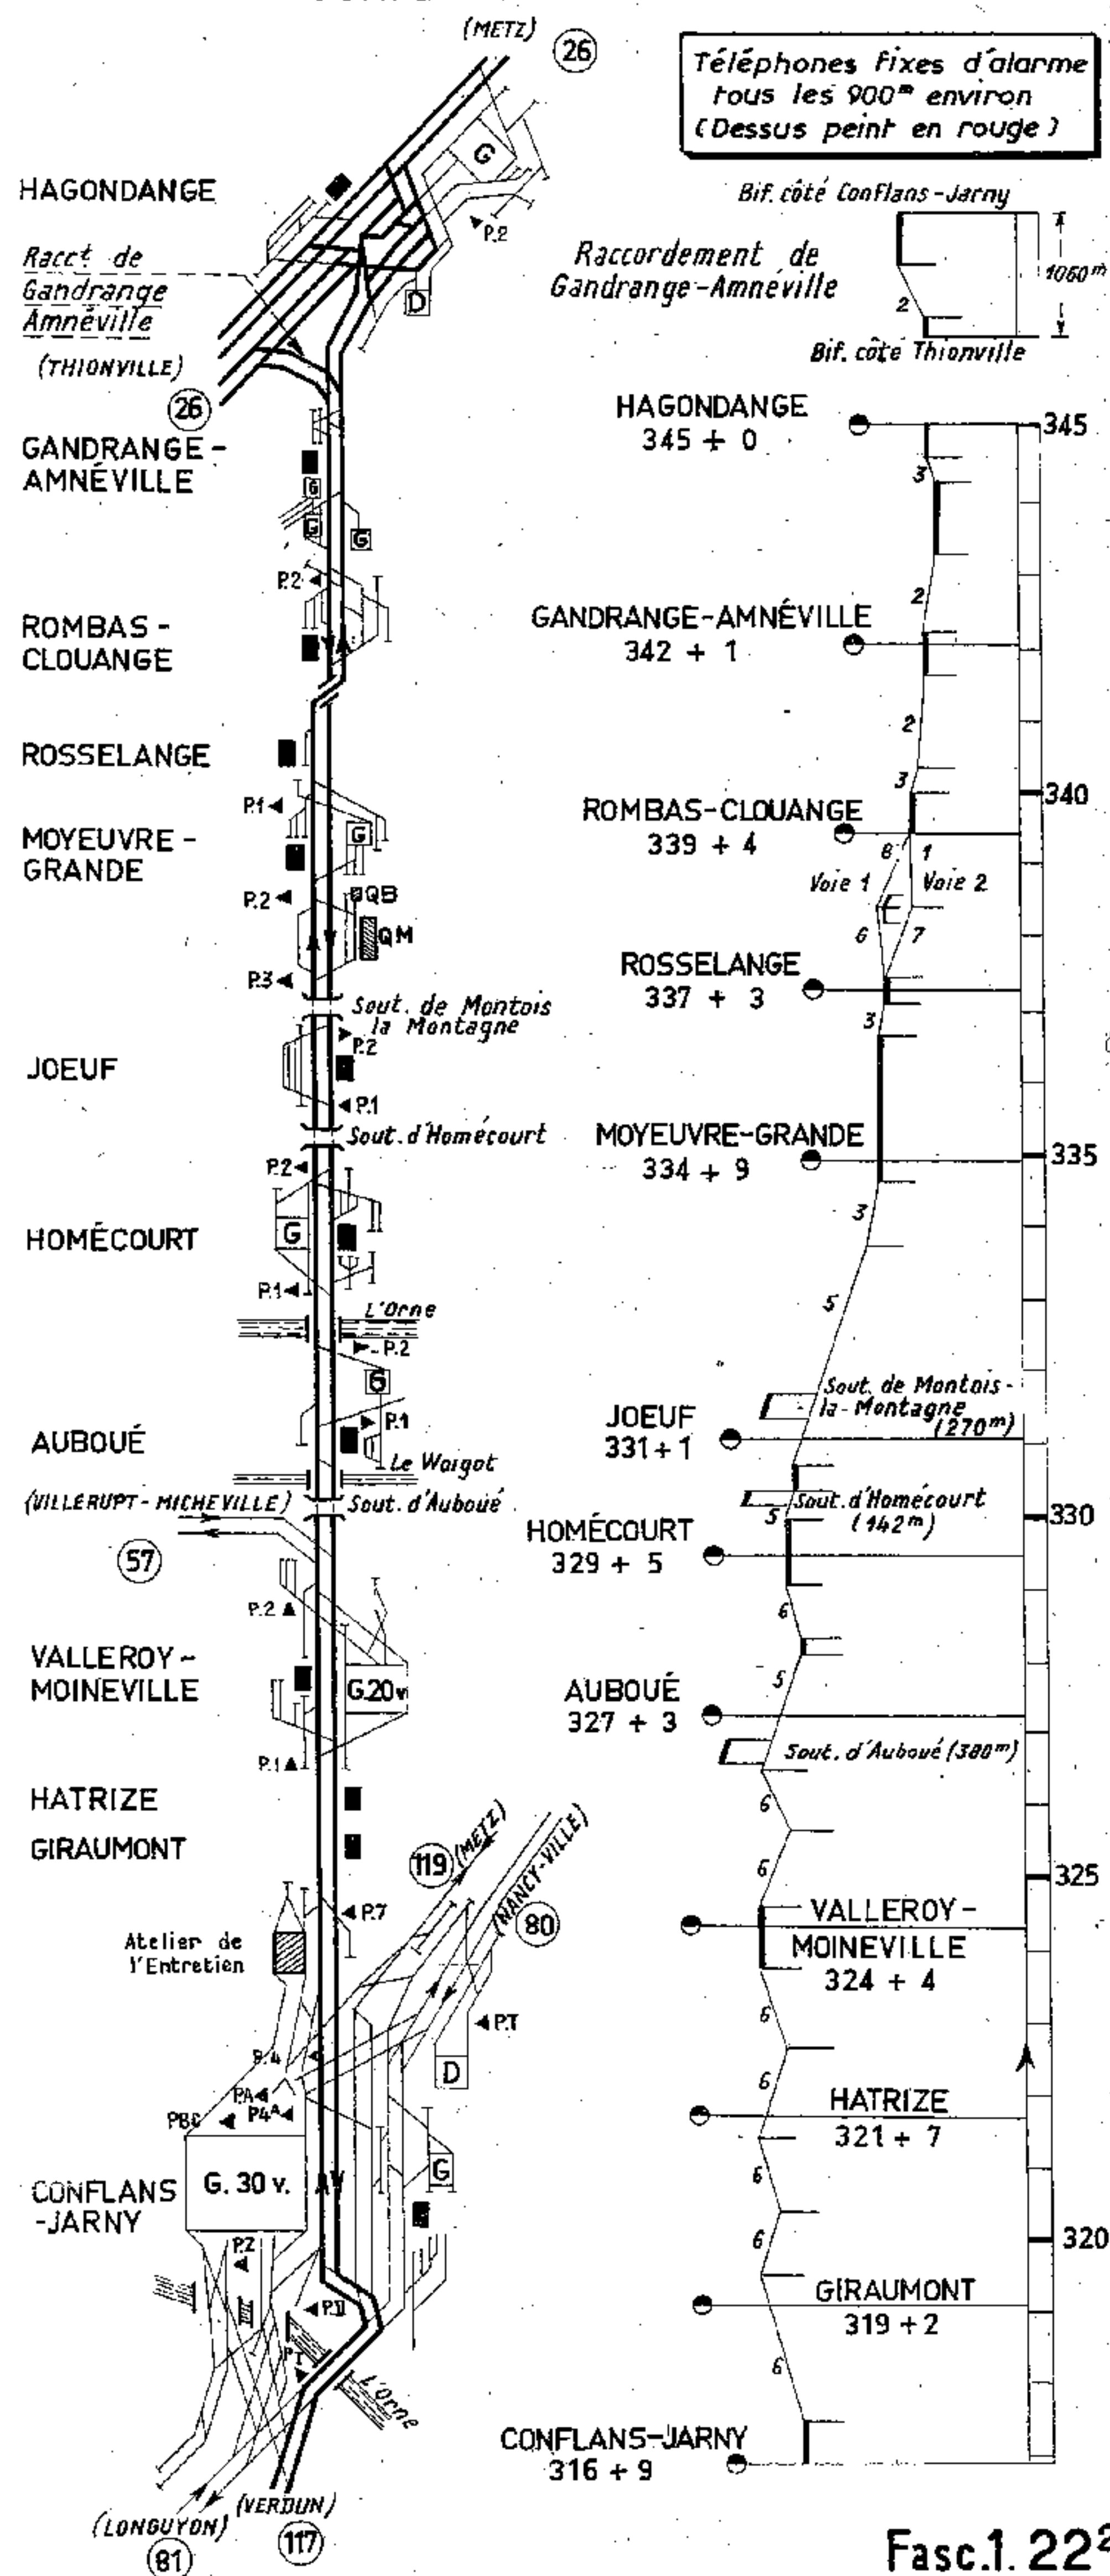 (METZ)
26
Téléphones fixes d'alarme
tous les 900m environ
(Dessus peint en rouge)
HAGONDANGE
G
P.2
D
Racct de
Gandrange
Amnéville
(THIONVILLE)
26
Bif. côté Conflans-Jarny
Raccordement de
Gandrange-Amnéville
2
1060m
Bif. côté Thionville
GANDRANGE-
AMNÉVILLE
G
G
G
P.2
ROMBAS-
CLOUANGE
ROSSELANGE
P.1
MOYEUVRE-
GRANDE
G
P.2
QB
QM
P.3
Sout. de Montois
la Montagne
P.2
JOEUF
P.1
Sout. d'Homécourt
P.2
HOMÉCOURT
G
P.1
L'Orne
P.2
G
P.1
AUBOUÉ
Le Woigot
(VILLERUPT-MICHEVILLE)
Sout. d'Auboué
57
P.2
VALLEROY-
MOINEVILLE
G.20v
P.1
HATRIZE
GIRAUMONT
119
(METZ)
(NANCY-VILLE)
80
P.7
Atelier de
l'Entretien
P.T
P.4
D
PA
P4A
G
CONFLANS
-JARNY
G. 30 v.
P.2
P.II
PI
L'Orne
(LONGUYON)
81
(VERDUN)
117
HAGONDANGE
345 + 0
345
3
2
GANDRANGE-AMNÉVILLE
342 + 1
2
3
340
ROMBAS-CLOUANGE
339 + 4
8
1
Voie 1
Voie 2
6
7
ROSSELANGE
337 + 3
3
MOYEUVRE-GRANDE
334 + 9
335
3
5
Sout. de Montois-
la-Montagne
(270m)
JOEUF
331 + 1
Sout. d'Homécourt
(142m)
5
330
HOMÉCOURT
329 + 5
6
5
AUBOUÉ
327 + 3
Sout. d'Auboué (380m)
6
6
325
VALLEROY-
MOINEVILLE
324 + 4
6
6
HATRIZE
321 + 7
6
6
320
GIRAUMONT
319 + 2
6
CONFLANS-JARNY
316 + 9
Fasc.1. 22²